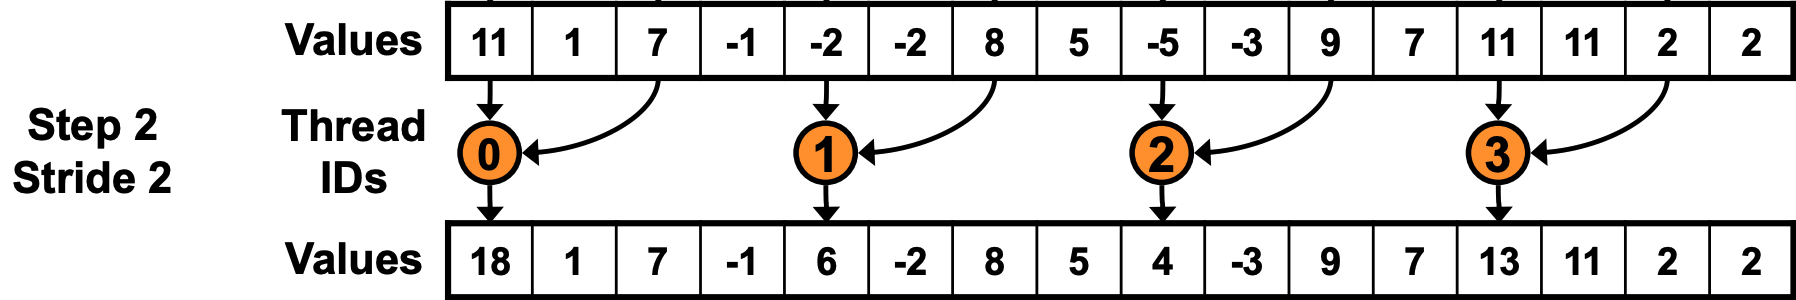 Values 11 1 7 -1 -2 -2 8 5 -5 -3 9 7 11 11 2 2
Step 2
Stride 2
Thread
IDs
0 1 2 3
Values 18 1 7 -1 6 -2 8 5 4 -3 9 7 13 11 2 2